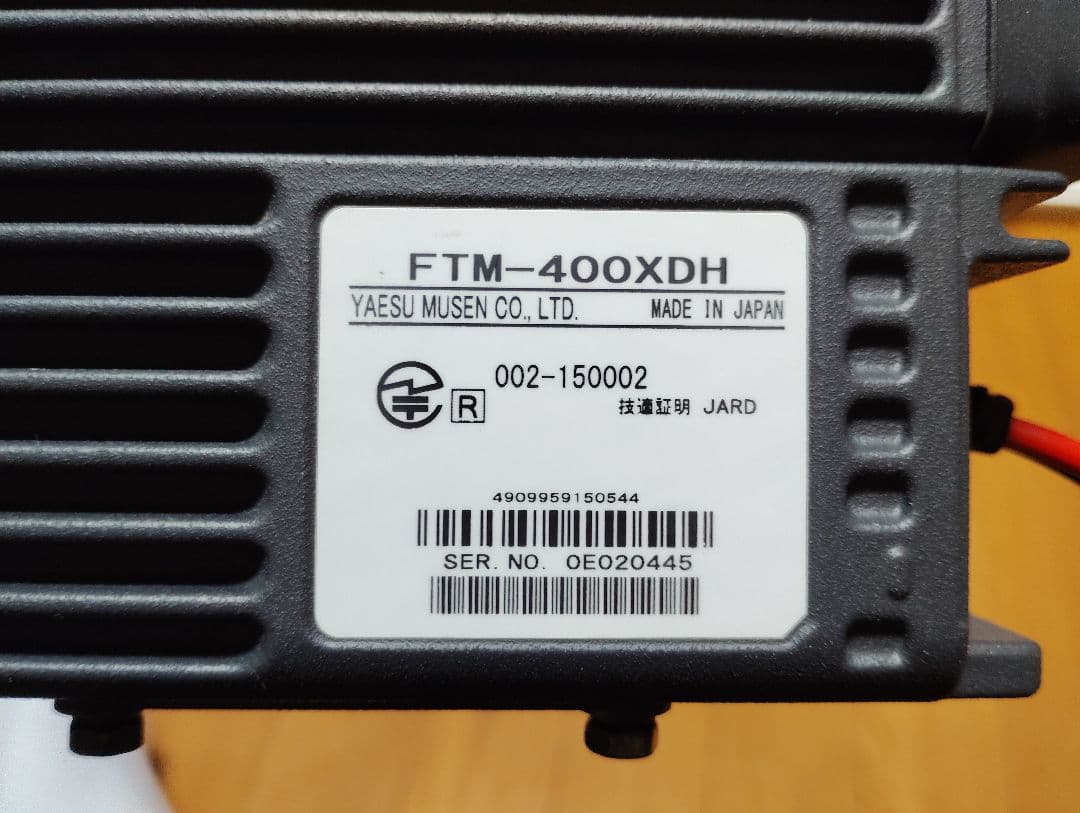 FTM-400XDH
YAESU MUSEN CO., LTD. MADE IN JAPAN
R 002-150002
技適証明 JARD
4909959150544
SER. NO. 0E020445